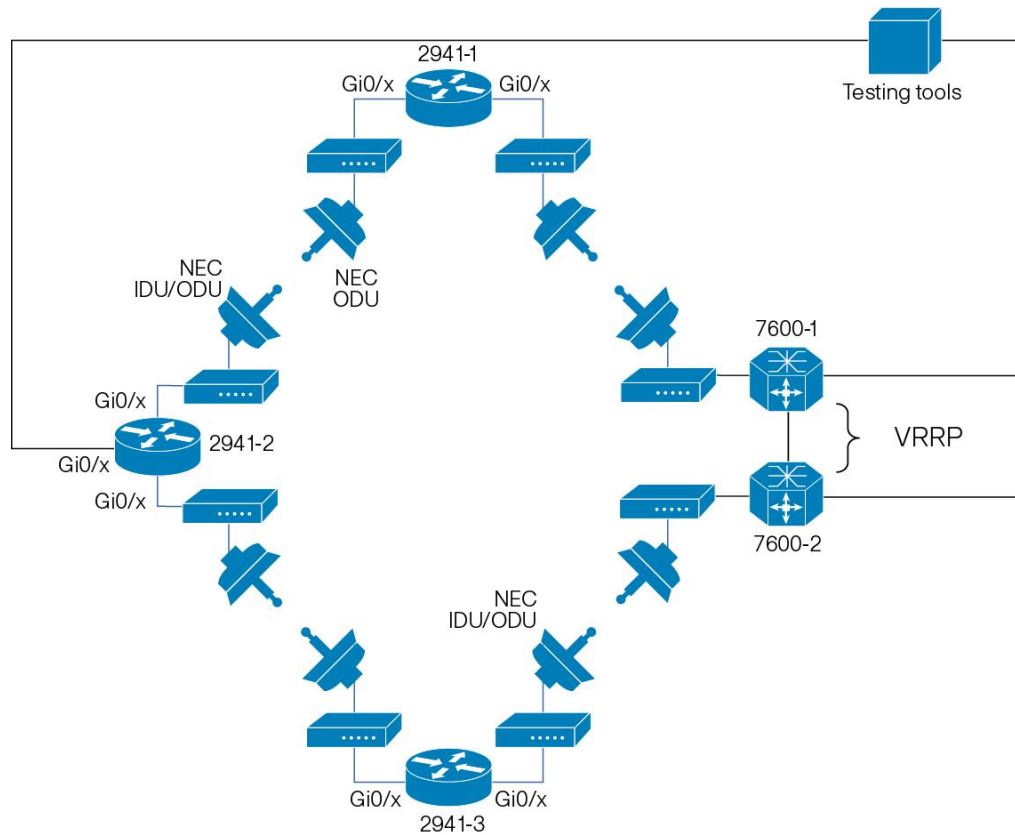 2941-1
Gi0/x
Gi0/x
Testing tools
NEC
IDU/ODU
NEC
ODU
7600-1
Gi0/x
2941-2
VRRP
Gi0/x
Gi0/x
7600-2
NEC
IDU/ODU
Gi0/x
Gi0/x
2941-3